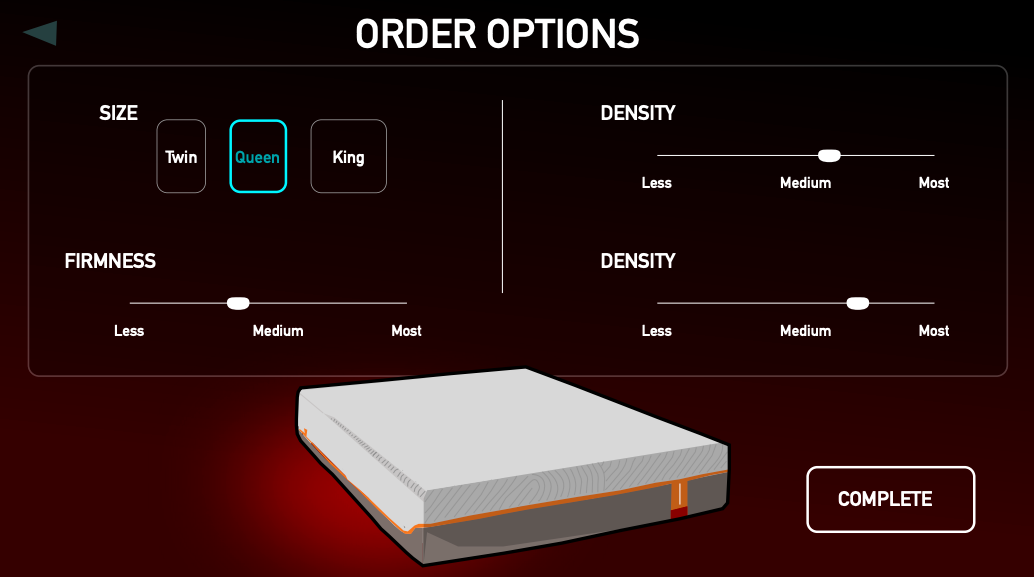 ORDER OPTIONS
SIZE
Twin
Queen
King
FIRMNESS
Less Medium Most
DENSITY
Less Medium Most
DENSITY
Less Medium Most
COMPLETE